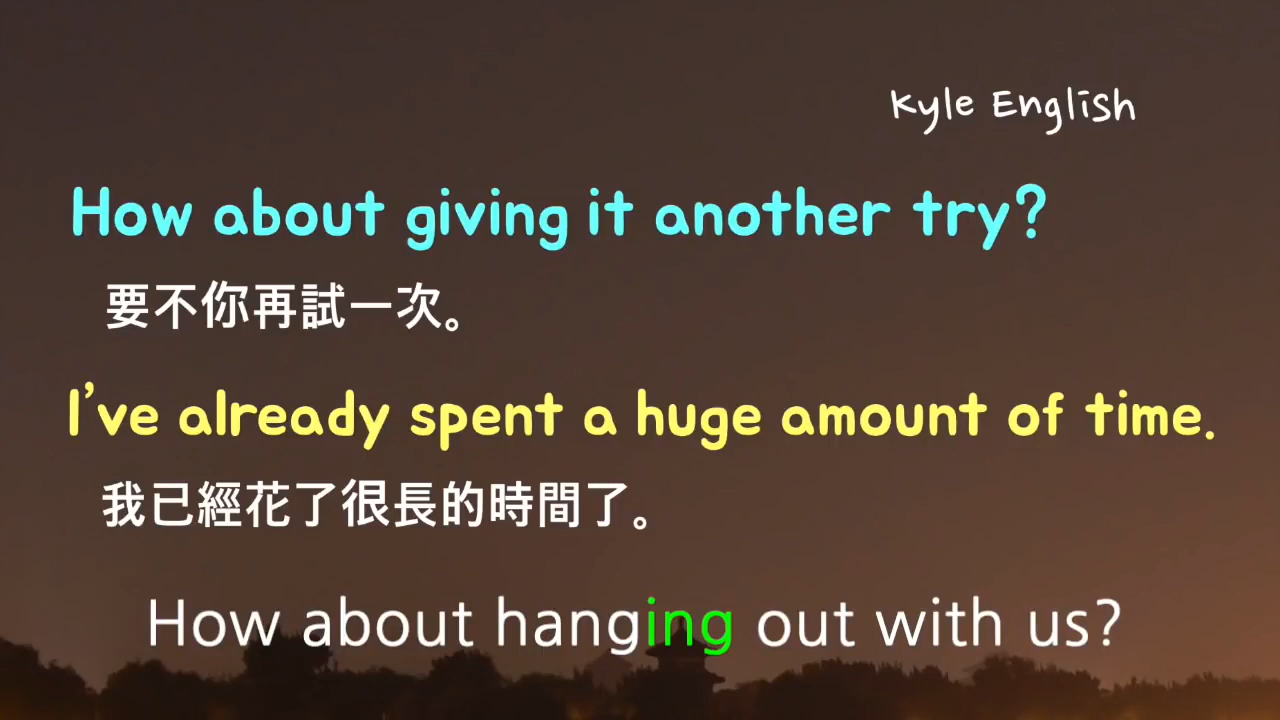 Kyle English
How about giving it another try?
要不你再試一次。
I've already spent a huge amount of time.
我已經花了很長的時間了。
How about hanging out with us?